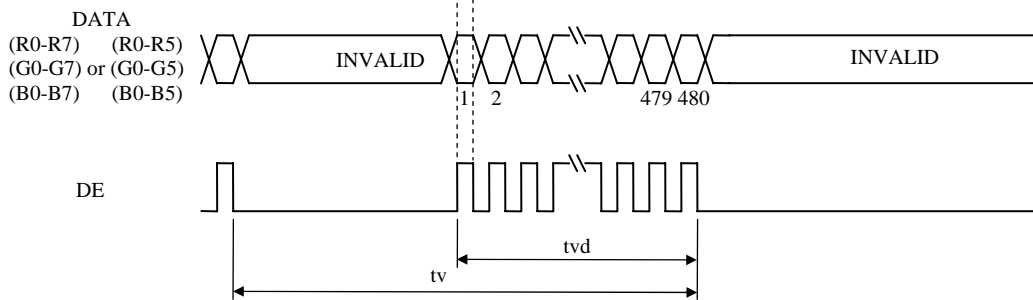 DATA
(R0-R7) (R0-R5)
(G0-G7) or (G0-G5)
(B0-B7) (B0-B5)
INVALID
INVALID
1 2 479 480
DE
tvd
tv